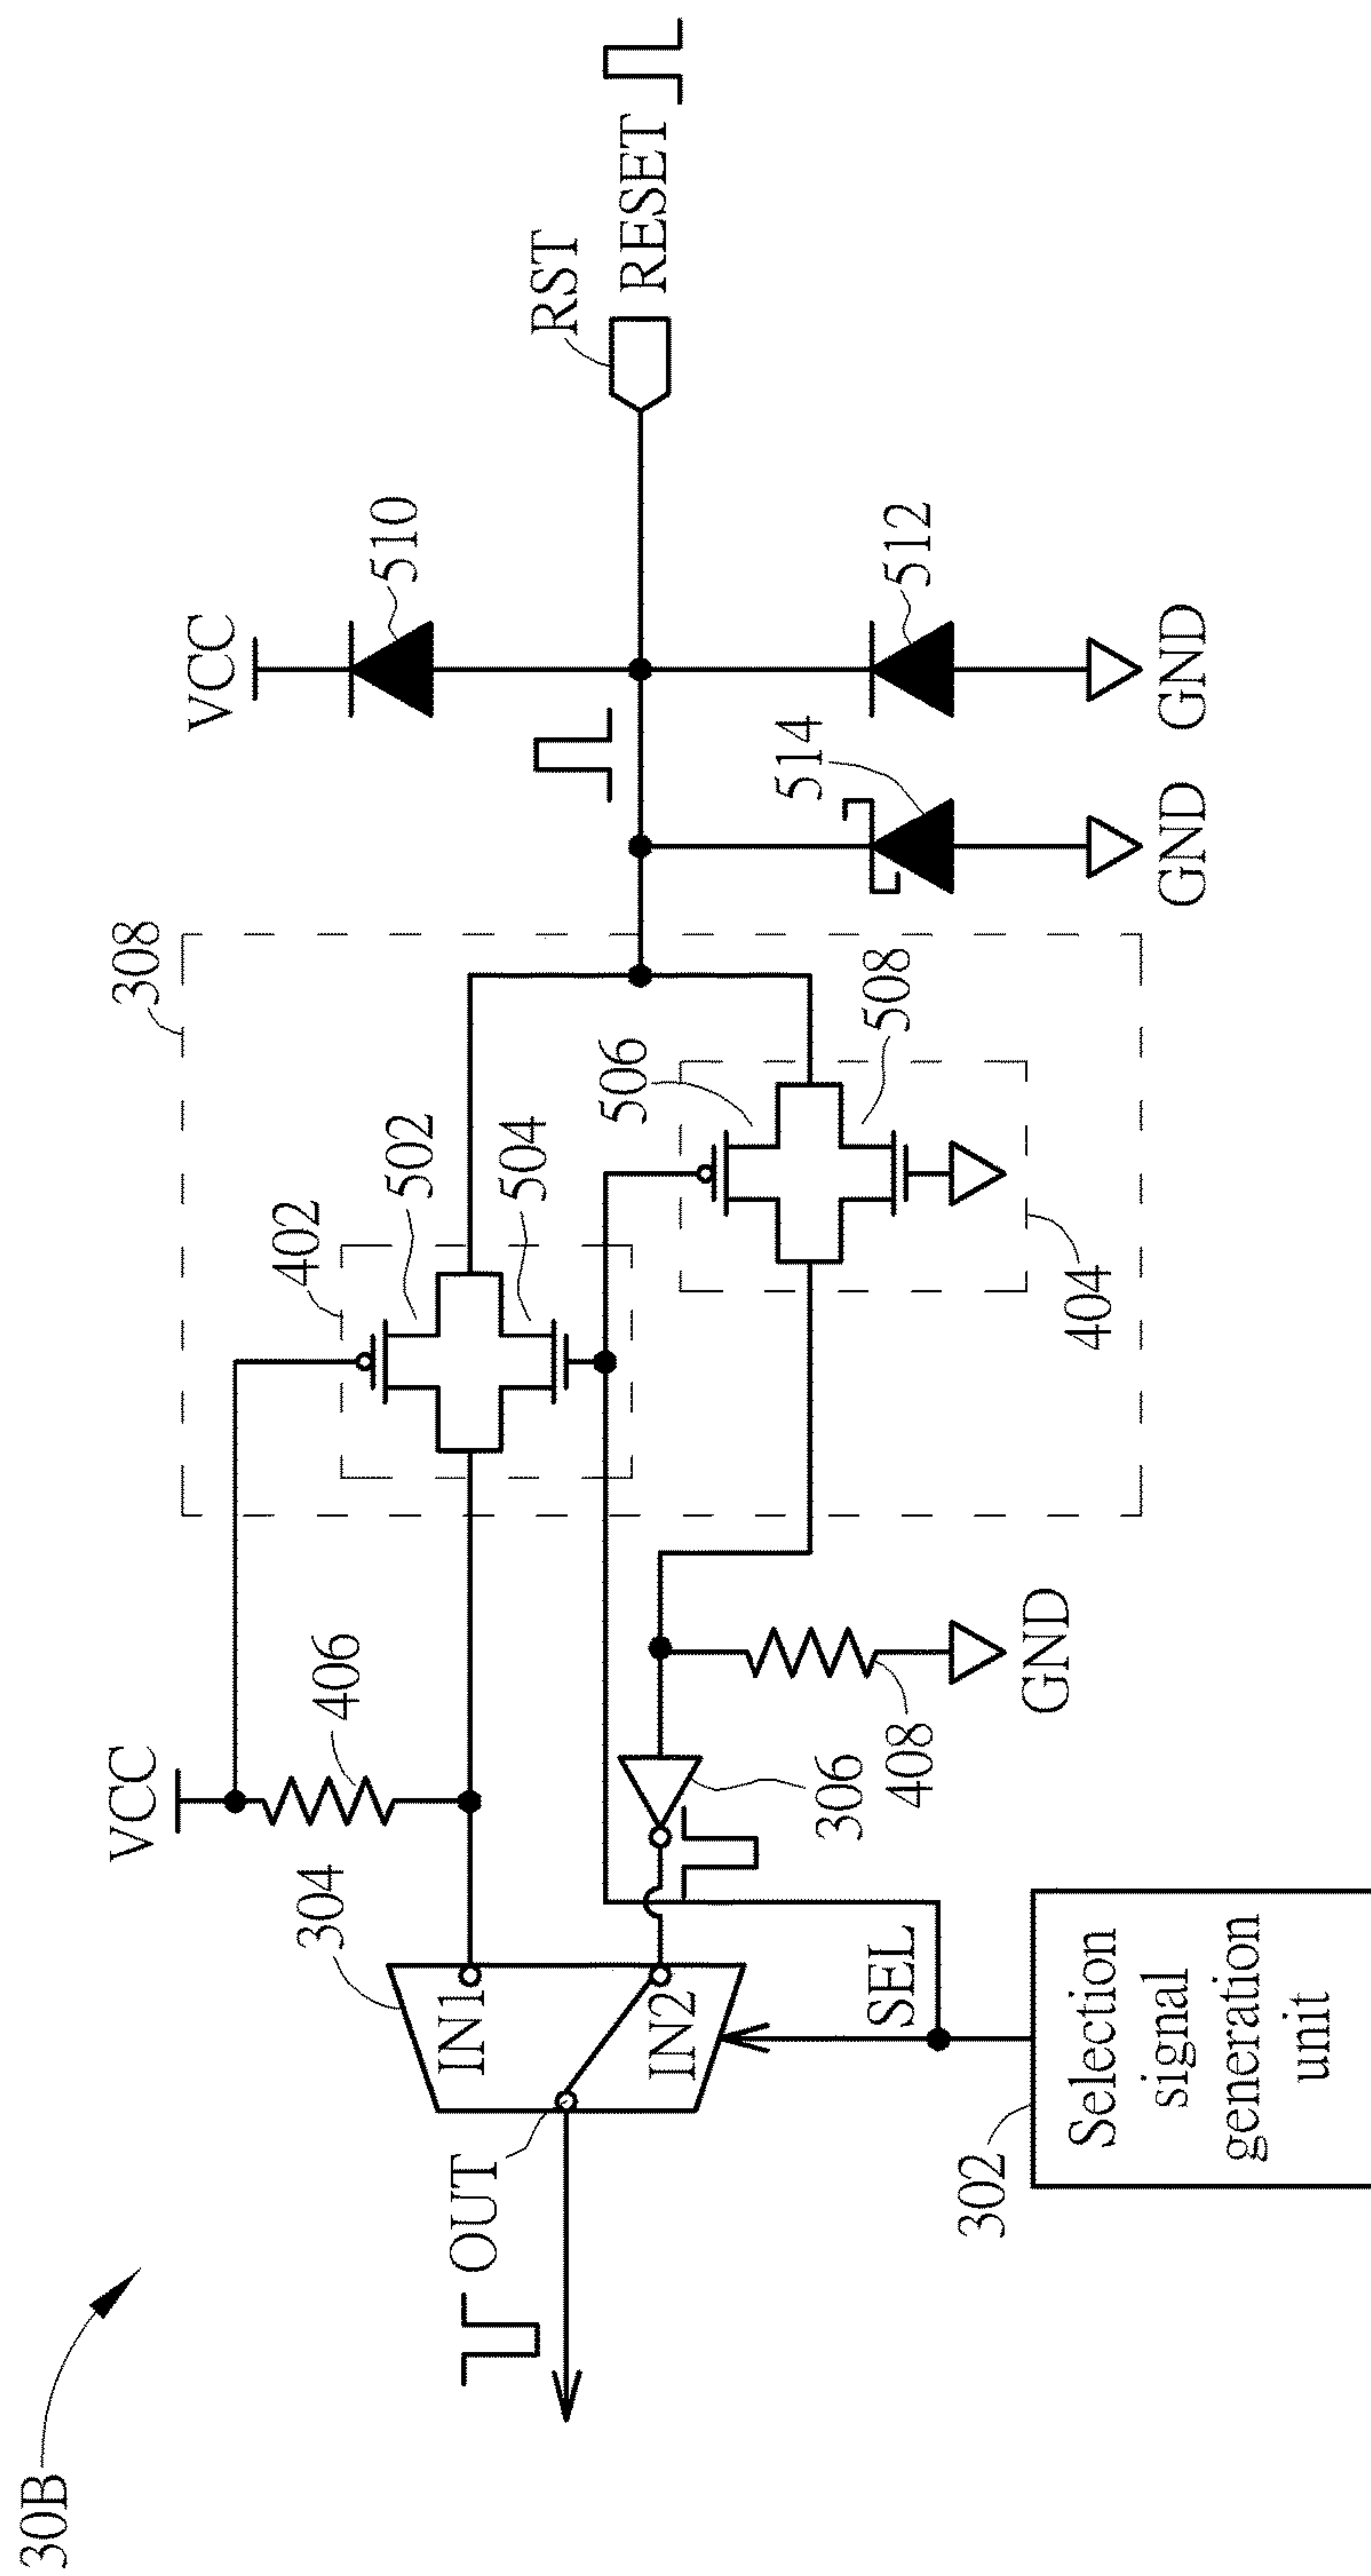 30B
VCC
406
308
VCC
510
304
402
502
504
RST
RESET
OUT
IN1
IN2
506
508
514
512
306
408
SEL
404
GND
GND
GND
302
Selection
signal
generation
unit